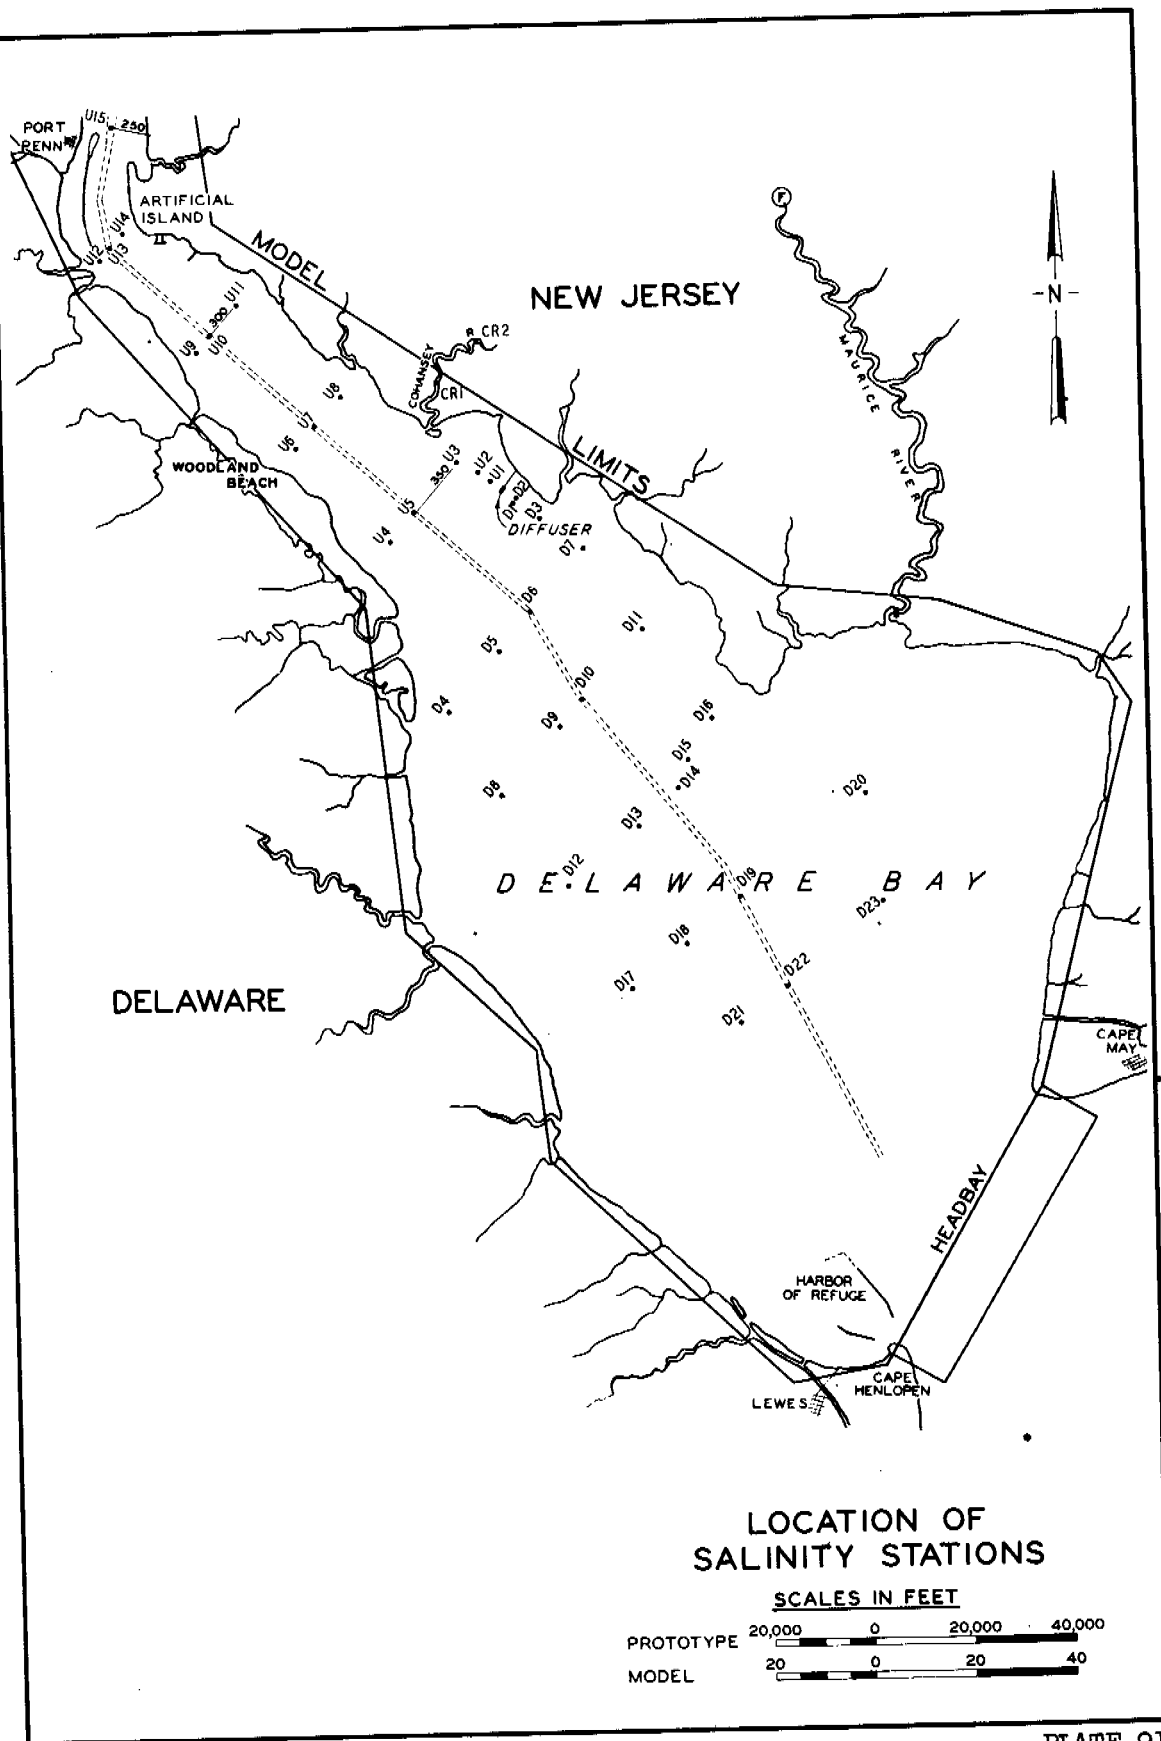 U15
250
PORT
PENN
ARTIFICIAL
ISLAND
U14
U12
U13
MODEL
LIMITS
NEW JERSEY
N
F
MAURICE
RIVER
U11
300
U10
U9
CR2
COHANSEY
CR1
U8
U7
U6
WOODLAND
BEACH
U3
350
U2
U1
U5
U4
D1
D2
D3
DIFFUSER
D7
D6
D11
D5
D10
D4
D9
D16
D15
D14
D8
D13
D20
D12
DELAWARE BAY
D19
D23
D18
D22
D17
D21
DELAWARE
CAPE
MAY
HEADBAY
HARBOR
OF REFUGE
CAPE
HENLOPEN
LEWES
LOCATION OF
SALINITY STATIONS
SCALES IN FEET
PROTOTYPE 20,000 0 20,000 40,000
MODEL 20 0 20 40